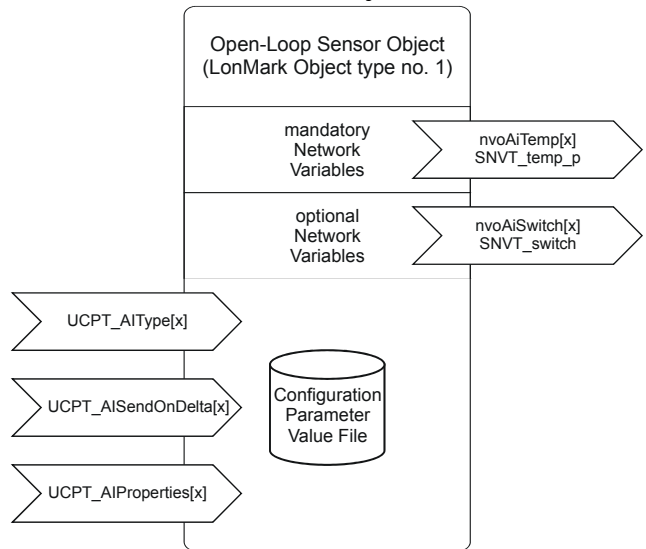 Open-Loop Sensor Object
(LonMark Object type no. 1)
mandatory
Network
Variables
nvoAiTemp[x]
SNVT_temp_p
optional
Network
Variables
nvoAiSwitch[x]
SNVT_switch
UCPT_AIType[x]
UCPT_AISendOnDelta[x]
UCPT_AIProperties[x]
Configuration
Parameter
Value File